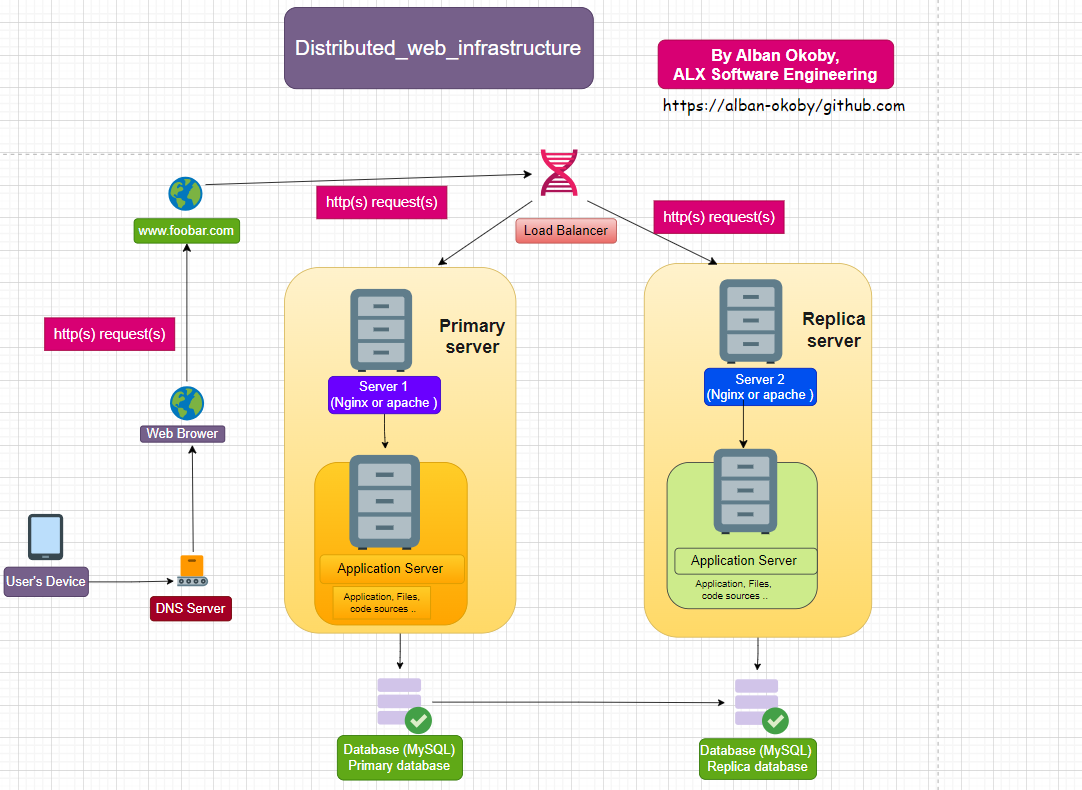 Distributed_web_infrastructure
By Alban Okoby,
ALX Software Engineering
https://alban-okoby/github.com
http(s) request(s)
http(s) request(s)
www.foobar.com
Load Balancer
http(s) request(s)
Primary
server
Replica
server
Server 1
(Nginx or apache )
Server 2
(Nginx or apache )
Web Brower
User's Device
DNS Server
Application Server
Application, Files,
code sources ..
Application Server
Application, Files,
code sources ..
Database (MySQL)
Primary database
Database (MySQL)
Replica database